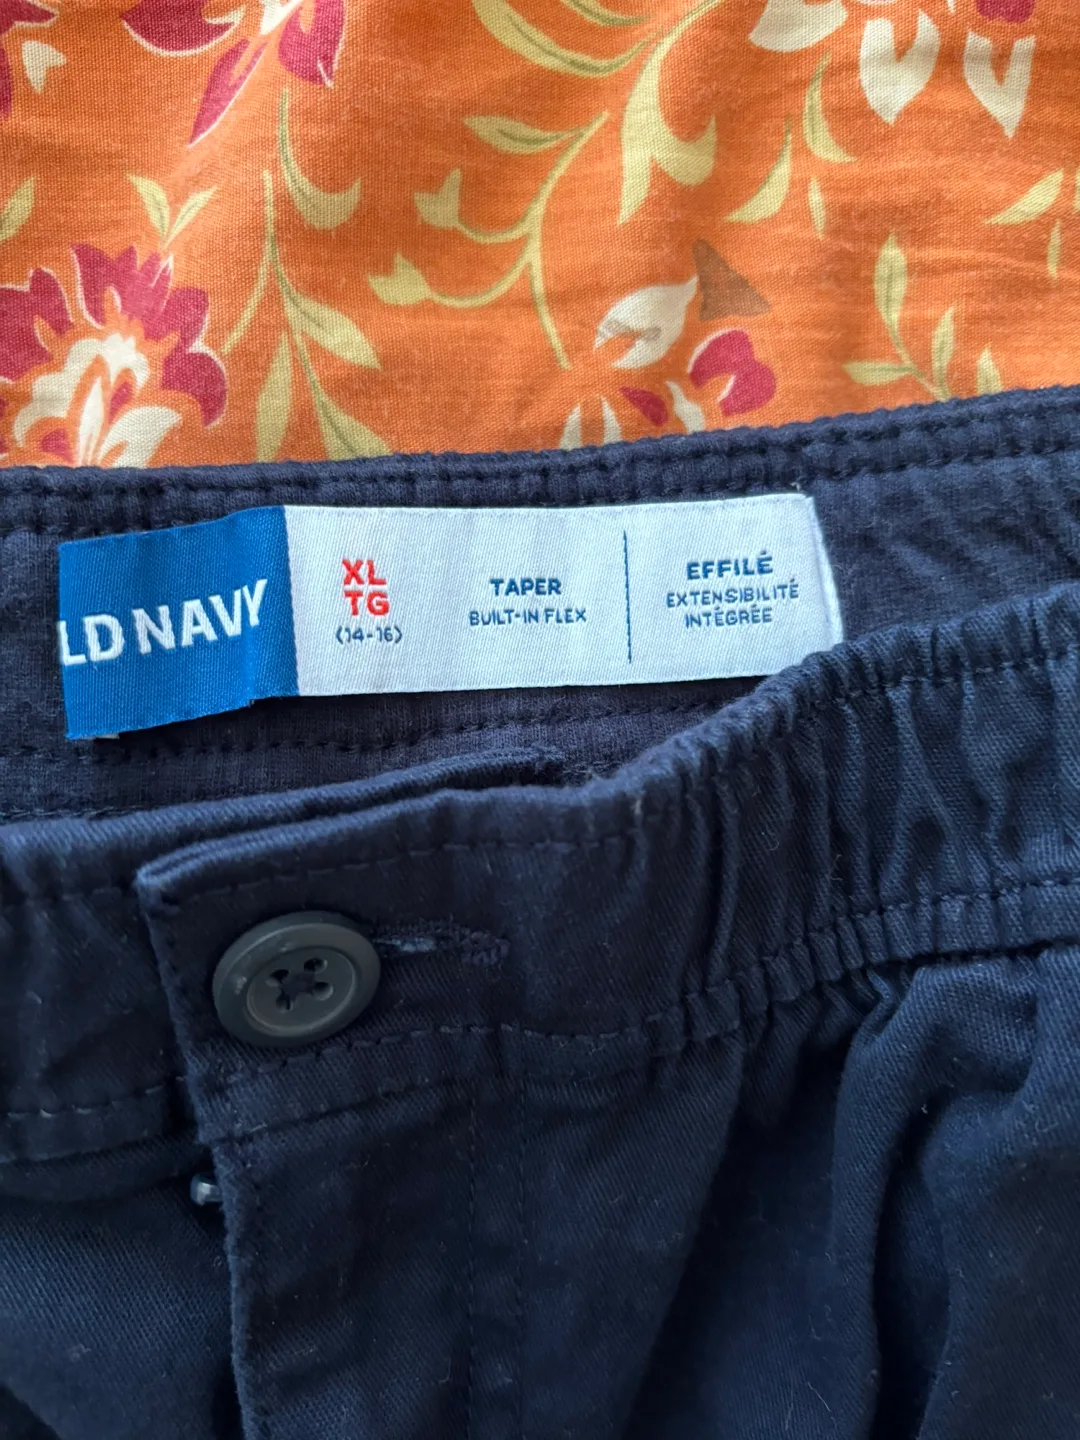 LD NAVY
XL
TG
(14-16)
TAPER
BUILT-IN FLEX
EFFILÉ
EXTENSIBILITÉ
INTÉGRÉE